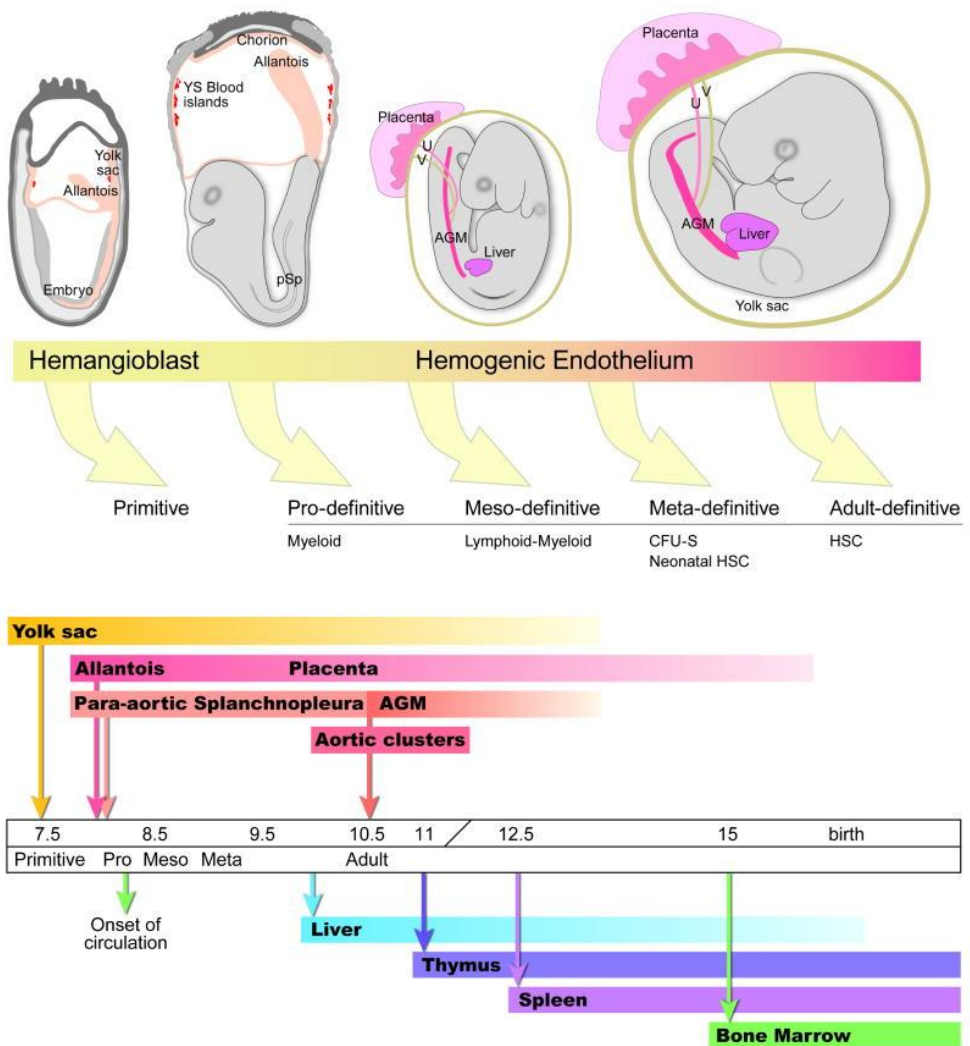 Chorion
Allantois
YS Blood
islands
Yolk
sac
Allantois
Embryo
pSp
Placenta
U
V
AGM
Liver
Placenta
V
U
AGM
Liver
Yolk sac
Hemangioblast
Hemogenic Endothelium
Primitive
Pro-definitive
Meso-definitive
Meta-definitive
Adult-definitive
Myeloid
Lymphoid-Myeloid
CFU-S
Neonatal HSC
HSC
Yolk sac
Allantois
Placenta
Para-aortic Splanchnopleura
AGM
Aortic clusters
7.5 8.5 9.5 10.5 11 12.5 15 birth
Primitive Pro Meso Meta Adult
Onset of
circulation
Liver
Thymus
Spleen
Bone Marrow